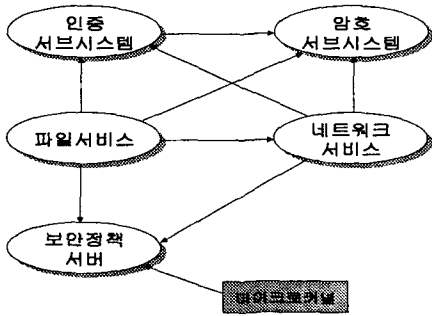 인증
서브시스템
암호
서브시스템
파일서비스
네트워크
서비스
보안정책
서버
마이크로커널